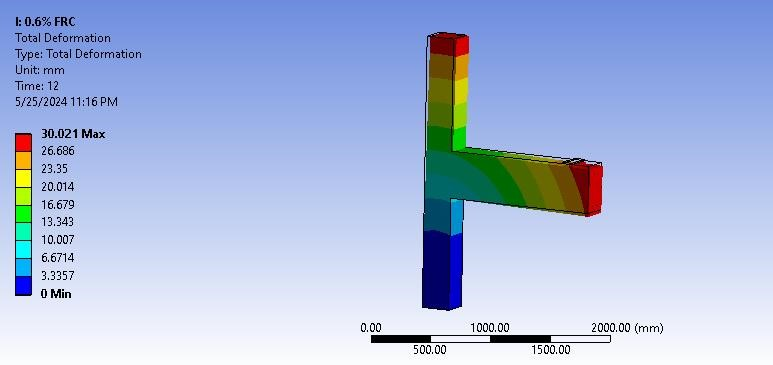 I: 0.6% FRC
Total Deformation
Type: Total Deformation
Unit: mm
Time: 12
5/25/2024 11:16 PM
30.021 Max
26.686
23.35
20.014
16.679
13.343
10.007
6.6714
3.3357
0 Min
0.00 1000.00 2000.00 (mm)
500.00 1500.00